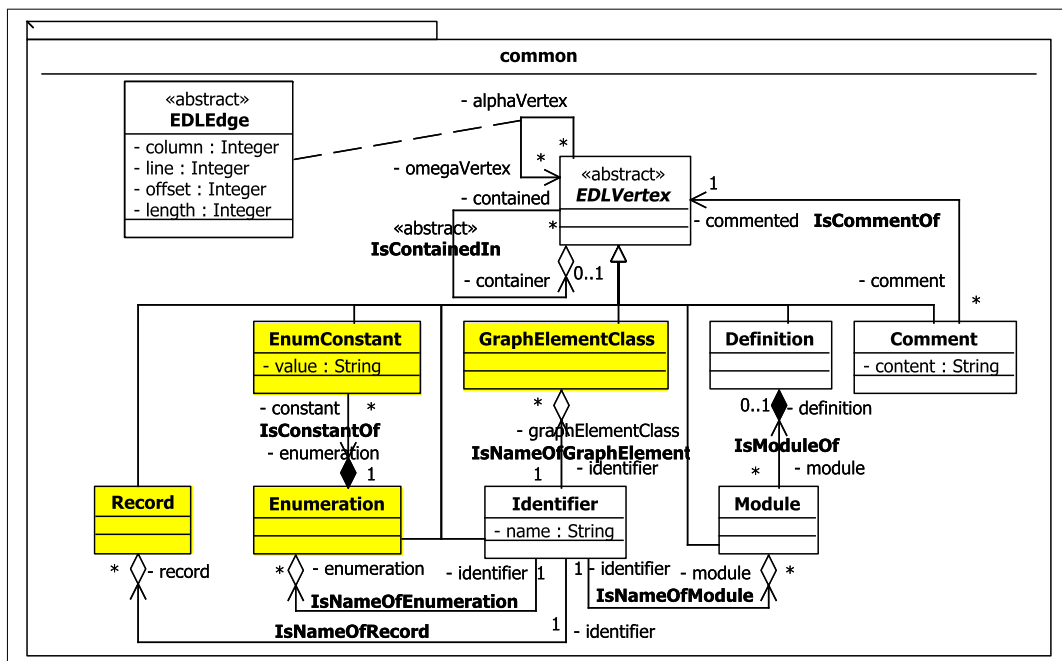 common
«abstract»
EDLEdge
- column : Integer
- line : Integer
- offset : Integer
- length : Integer
- alphaVertex
*
*
- omegaVertex
«abstract»
EDLVertex
1
- contained
«abstract»
*
- commented
IsCommentOf
IsContainedIn
- container
0..1
- comment
*
EnumConstant
- value : String
GraphElementClass
Definition
Comment
- content : String
- constant
*
*
0..1
- definition
IsConstantOf
- graphElementClass
- enumeration
IsNameOfGraphElement
IsModuleOf
1
1
- identifier
*
- module
Record
Enumeration
Identifier
- name : String
Module
*
- record
*
- enumeration
- identifier
1
1
- identifier
- module
*
IsNameOfEnumeration
IsNameOfModule
IsNameOfRecord
1
- identifier